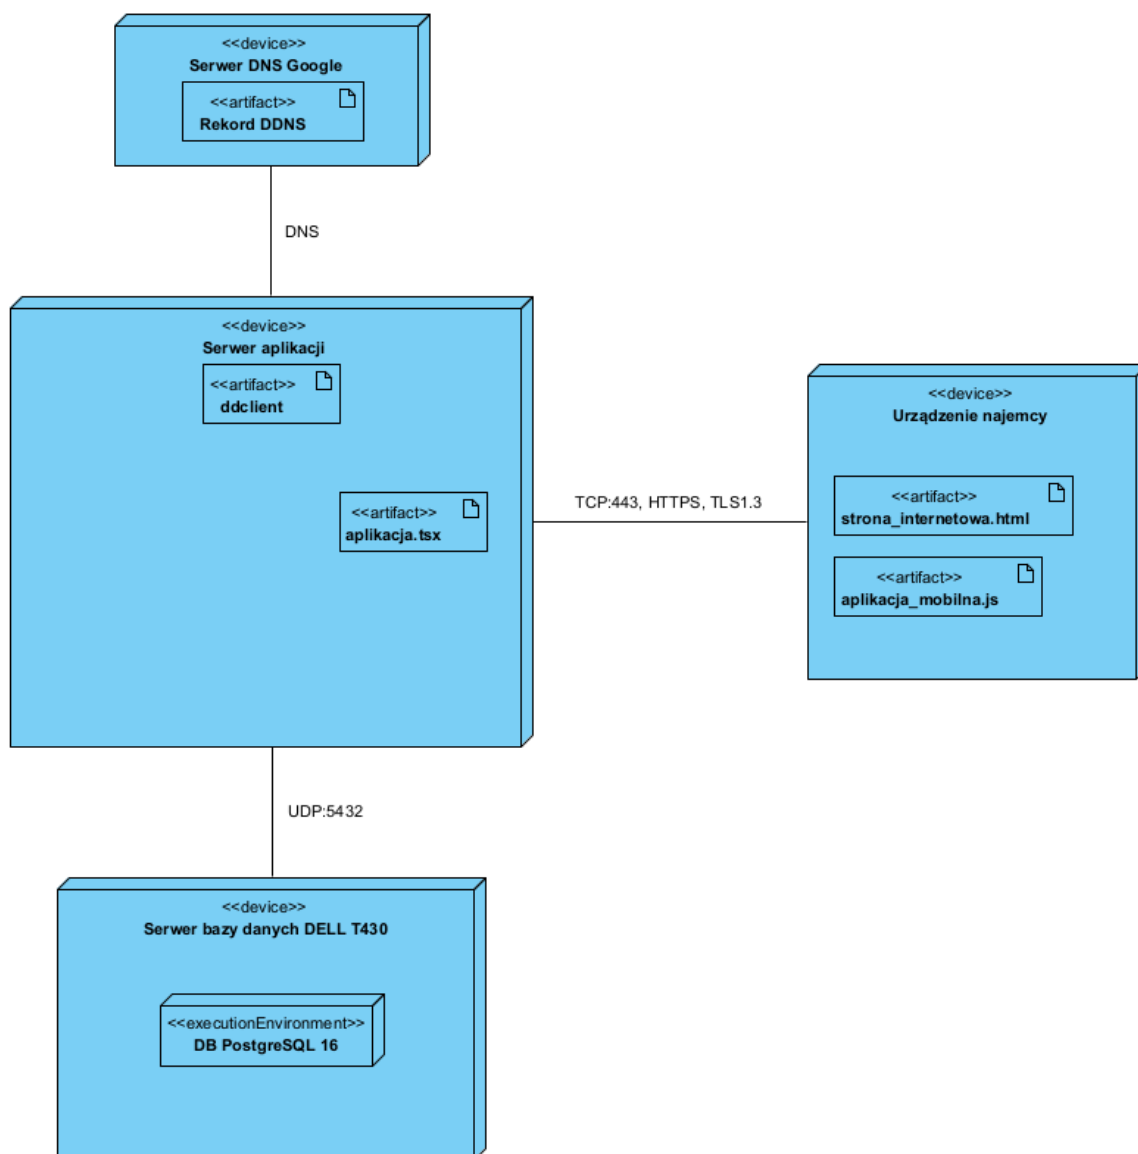 <<device>>
Serwer DNS Google
<<artifact>>
Rekord DDNS
DNS
<<device>>
Serwer aplikacji
<<artifact>>
ddclient
<<artifact>>
aplikacja.tsx
TCP:443, HTTPS, TLS1.3
<<device>>
Urządzenie najemcy
<<artifact>>
strona_internetowa.html
<<artifact>>
aplikacja_mobilna.js
UDP:5432
<<device>>
Serwer bazy danych DELL T430
<<executionEnvironment>>
DB PostgreSQL 16